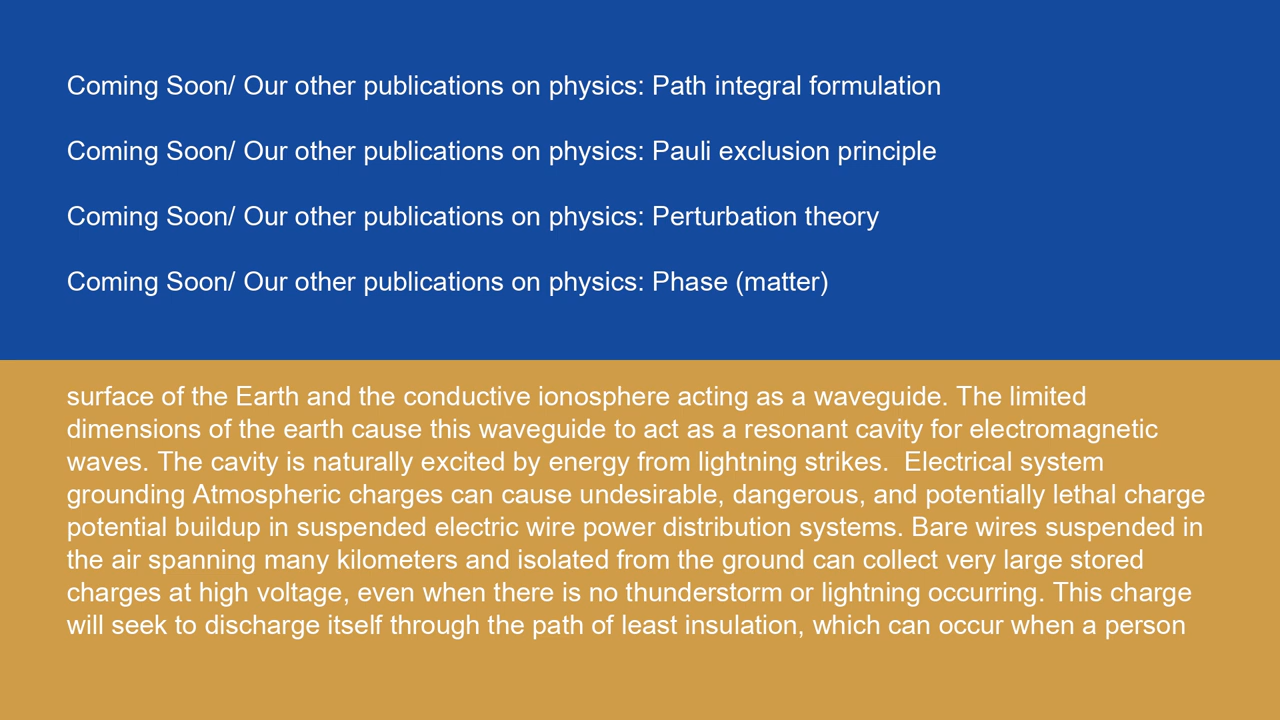 Coming Soon/ Our other publications on physics: Path integral formulation
Coming Soon/ Our other publications on physics: Pauli exclusion principle
Coming Soon/ Our other publications on physics: Perturbation theory
Coming Soon/ Our other publications on physics: Phase (matter)
surface of the Earth and the conductive ionosphere acting as a waveguide. The limited
dimensions of the earth cause this waveguide to act as a resonant cavity for electromagnetic
waves. The cavity is naturally excited by energy from lightning strikes.  Electrical system
grounding Atmospheric charges can cause undesirable, dangerous, and potentially lethal charge
potential buildup in suspended electric wire power distribution systems. Bare wires suspended in
the air spanning many kilometers and isolated from the ground can collect very large stored
charges at high voltage, even when there is no thunderstorm or lightning occurring. This charge
will seek to discharge itself through the path of least insulation, which can occur when a person